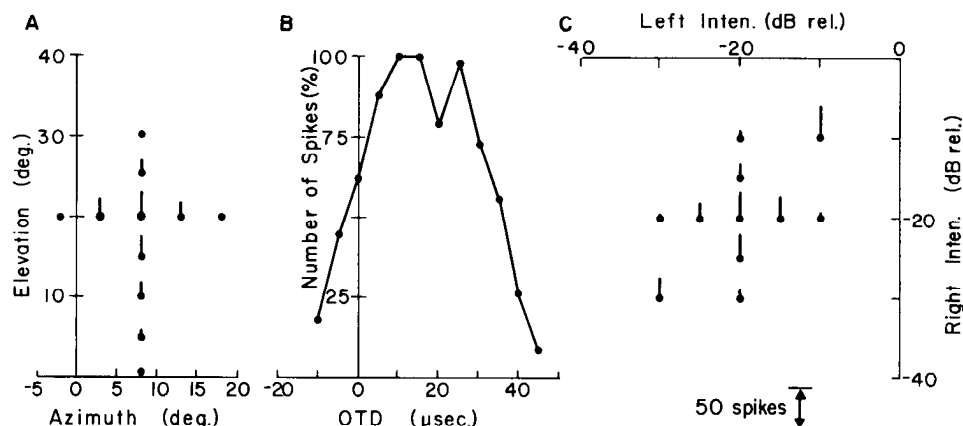 A
Elevation (deg.)
40
30
20
10
-5 0 5 10 15 20
Azimuth (deg.)
B
Number of Spikes (%)
100
75
25
-20 0 20 40
OTD (μsec.)
C
Left Inten. (dB rel.)
-40 -20 0
Right Inten. (dB rel.)
-20
-40
50 spikes